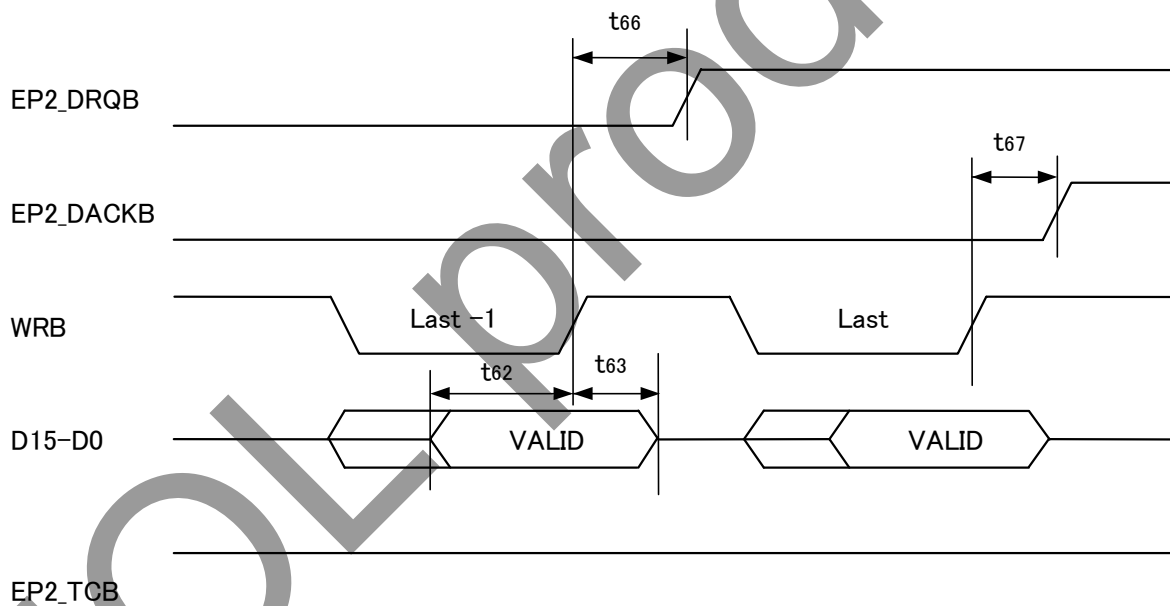 t66
EP2_DRQB
t67
EP2_DACKB
WRB
Last -1
Last
t62
t63
D15-D0
VALID
VALID
EP2_TCB